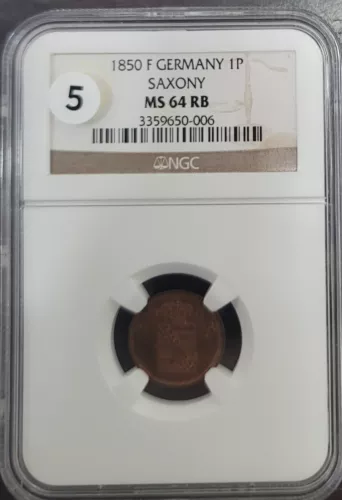 5
1850 F GERMANY 1P
SAXONY
MS 64 RB
3359650-006
NGC